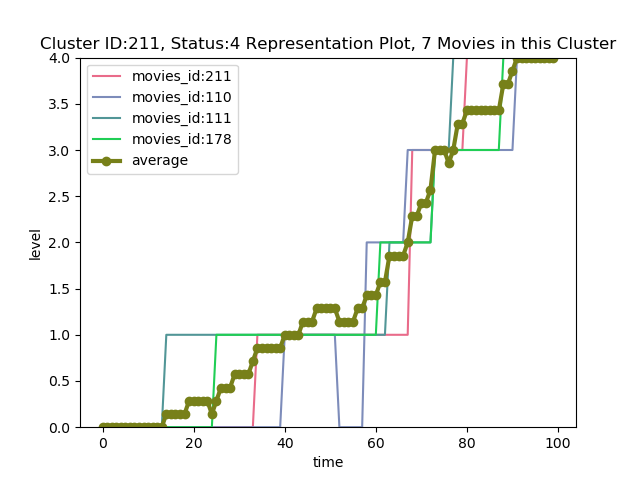 Cluster ID:211, Status:4 Representation Plot, 7 Movies in this Cluster
movies_id:211
movies_id:110
movies_id:111
movies_id:178
average
4.0
3.5
3.0
2.5
2.0
1.5
1.0
0.5
0.0
level
0 20 40 60 80 100
time